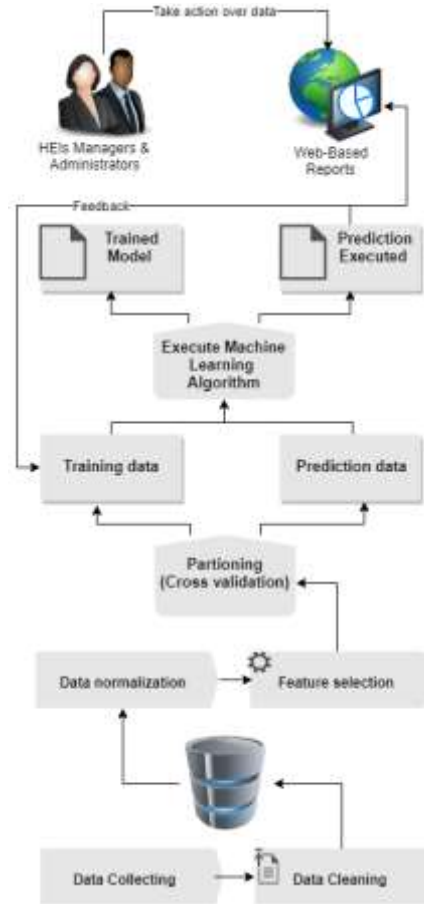 Take action over data
HEIs Managers &
Administrators
Web-Based
Reports
Feedback
Trained
Model
Prediction
Executed
Execute Machine
Learning
Algorithm
Training data
Prediction data
Partioning
(Cross validation)
Data normalization
Feature selection
Data Collecting
Data Cleaning